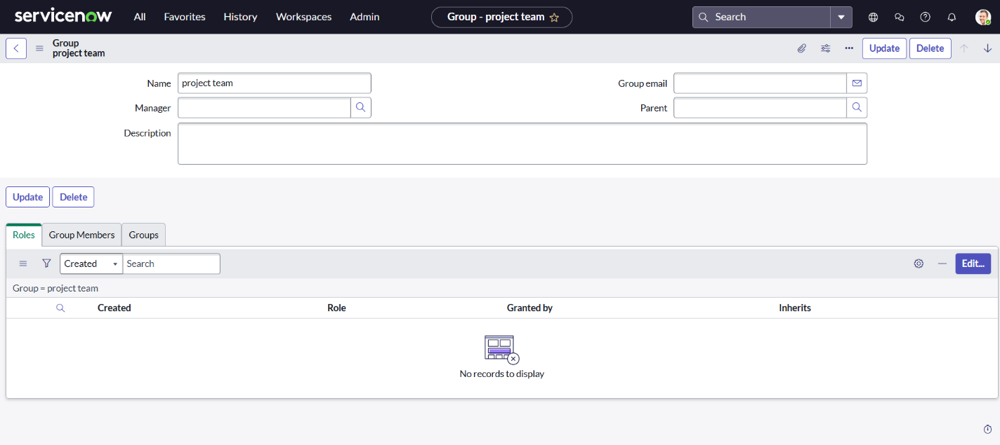 servicenow All Favorites History Workspaces Admin Group - project team Search
Group
project team
Update Delete
Name project team Group email
Manager Parent
Description
Update Delete
Roles Group Members Groups
Created Search Edit...
Group = project team
Created Role Granted by Inherits
No records to display